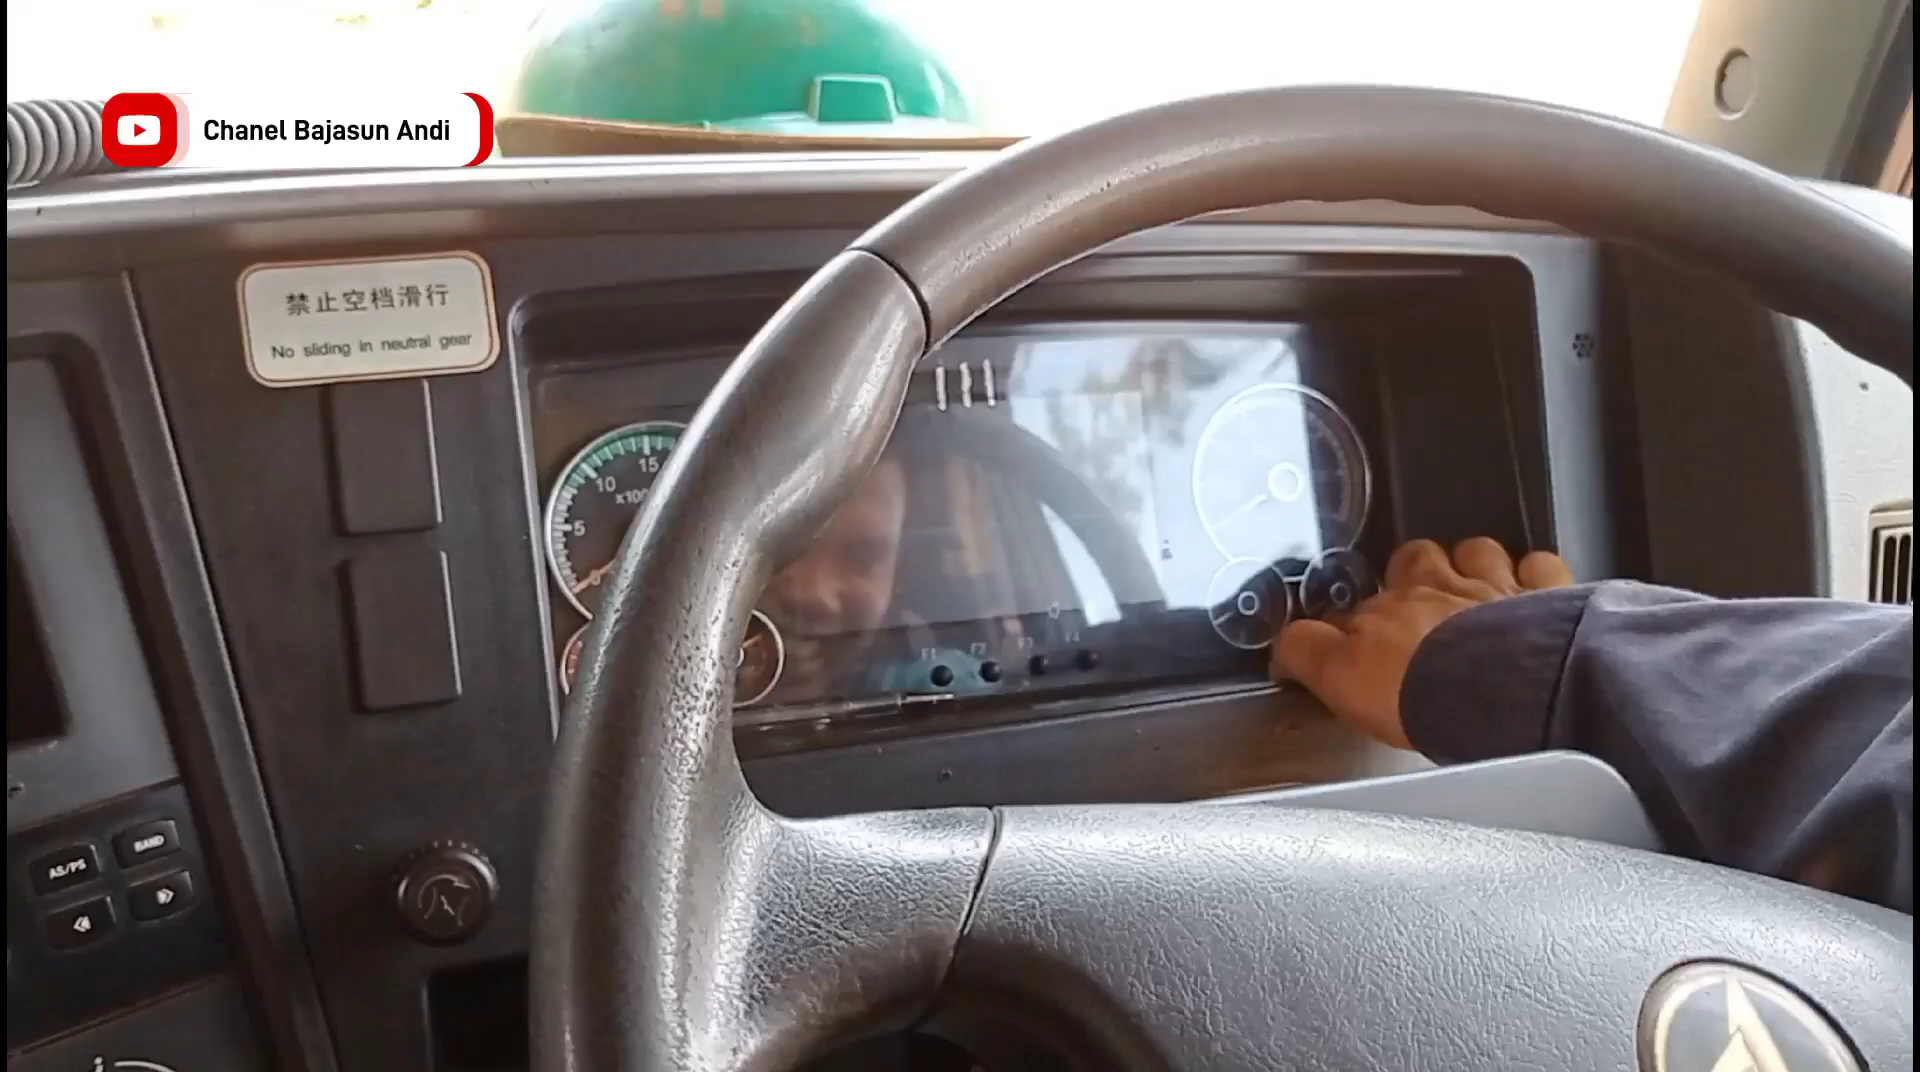 Chanel Bajasun Andi
禁止空档滑行
No sliding in neutral gear
15
10
5
F1 F2 F3 F4
BAND
AS/PS